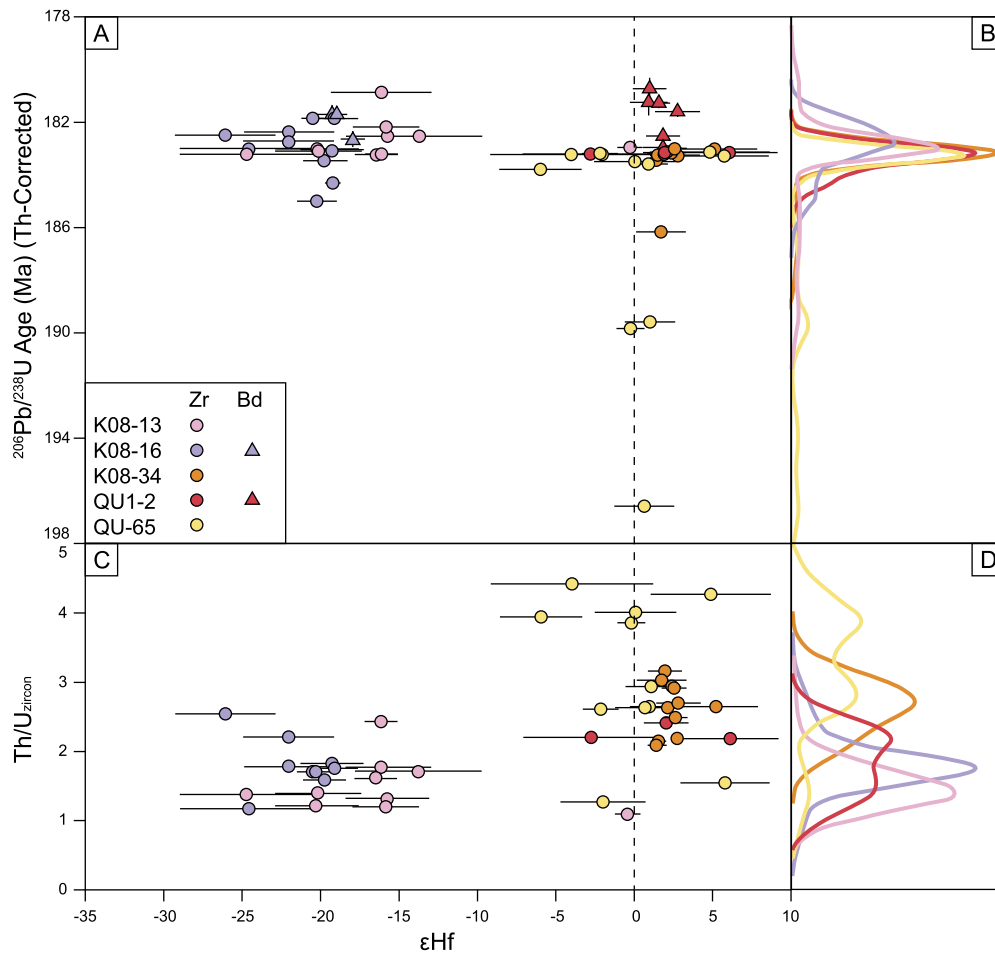 A
B
178
182
186
190
194
198
²⁰⁶Pb/²³⁸U Age (Ma) (Th-Corrected)
Zr Bd
K08-13
K08-16
K08-34
QU1-2
QU-65
C
D
5
4
3
2
1
0
Th/Uzircon
-35 -30 -25 -20 -15 -10 -5 0 5 10
εHf